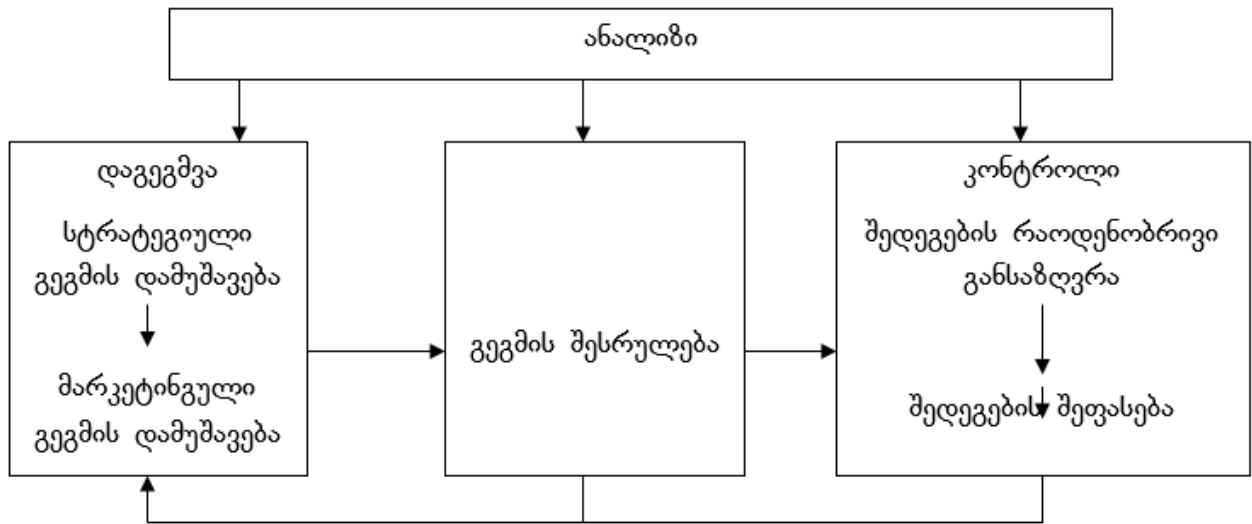 ანალიზი
დაგეგმვა
სტრატეგიული
გეგმის დამუშავება
მარკეტინგული
გეგმის დამუშავება
გეგმის შესრულება
კონტროლი
შედეგების რაოდენობრივი
განსაზღვრა
შედეგების შეფასება